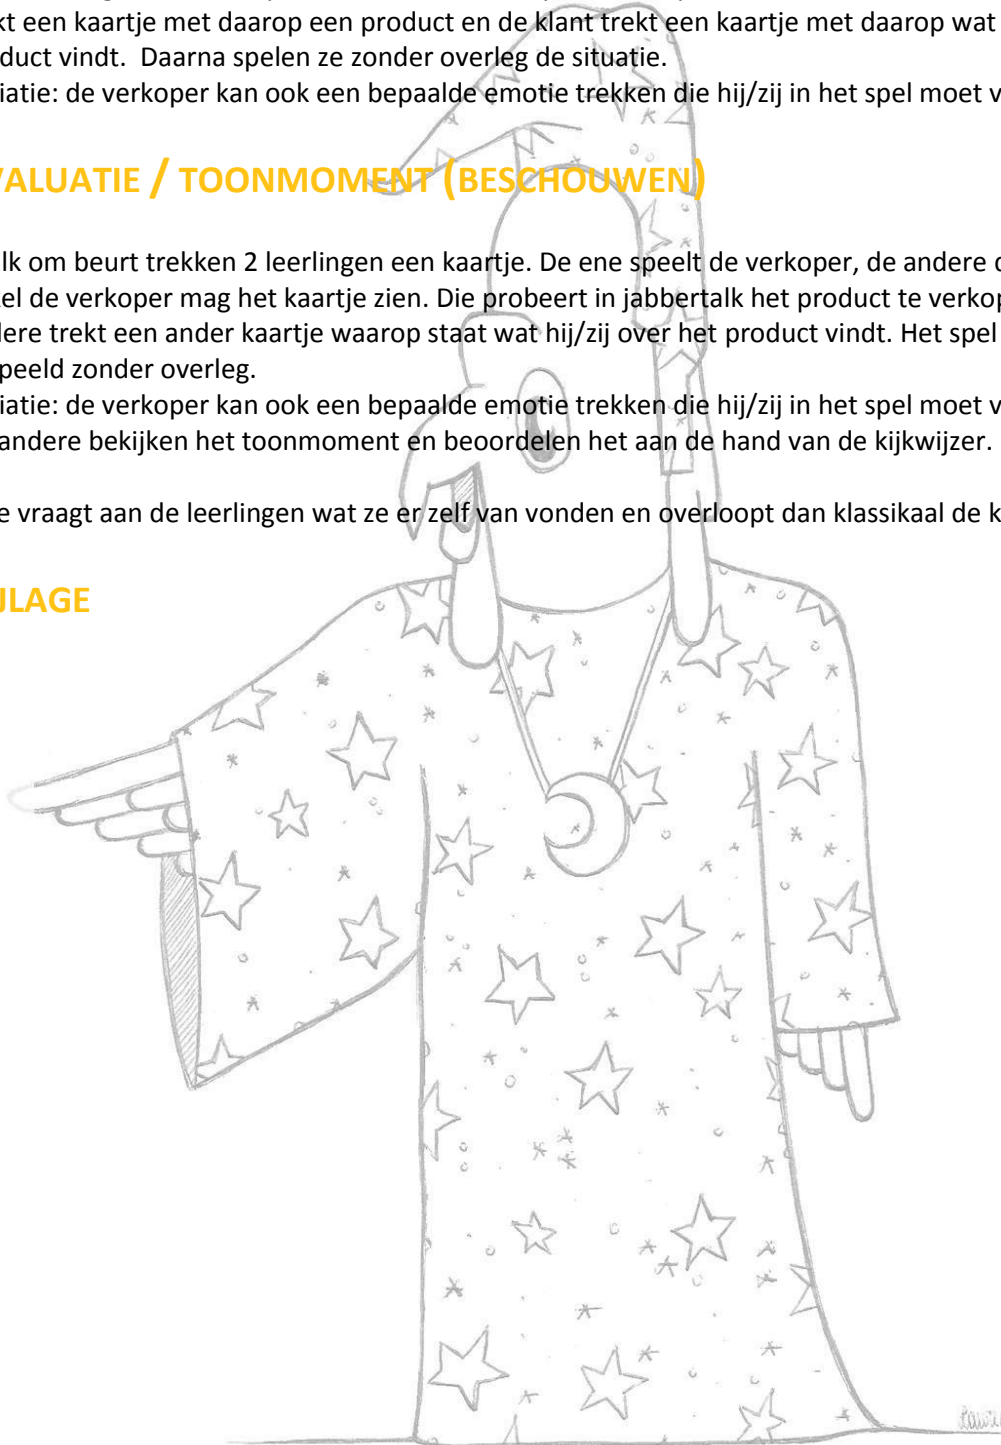 kt een kaartje met daarop een product en de klant trekt een kaartje met daarop wat
duct vindt. Daarna spelen ze zonder overleg de situatie.
iatie: de verkoper kan ook een bepaalde emotie trekken die hij/zij in het spel moet v
VALUATIE / TOONMOMENT (BESCHOUWEN)
lk om beurt trekken 2 leerlingen een kaartje. De ene speelt de verkoper, de andere
el de verkoper mag het kaartje zien. Die probeert in jabbertalk het product te verkop
dere trekt een ander kaartje waarop staat wat hij/zij over het product vindt. Het spel
speeld zonder overleg.
iatie: de verkoper kan ook een bepaalde emotie trekken die hij/zij in het spel moet v
andere bekijken het toonmoment en beoordelen het aan de hand van de kijkwijzer.
e vraagt aan de leerlingen wat ze er zelf van vonden en overloopt dan klassikaal de k
JLAGE